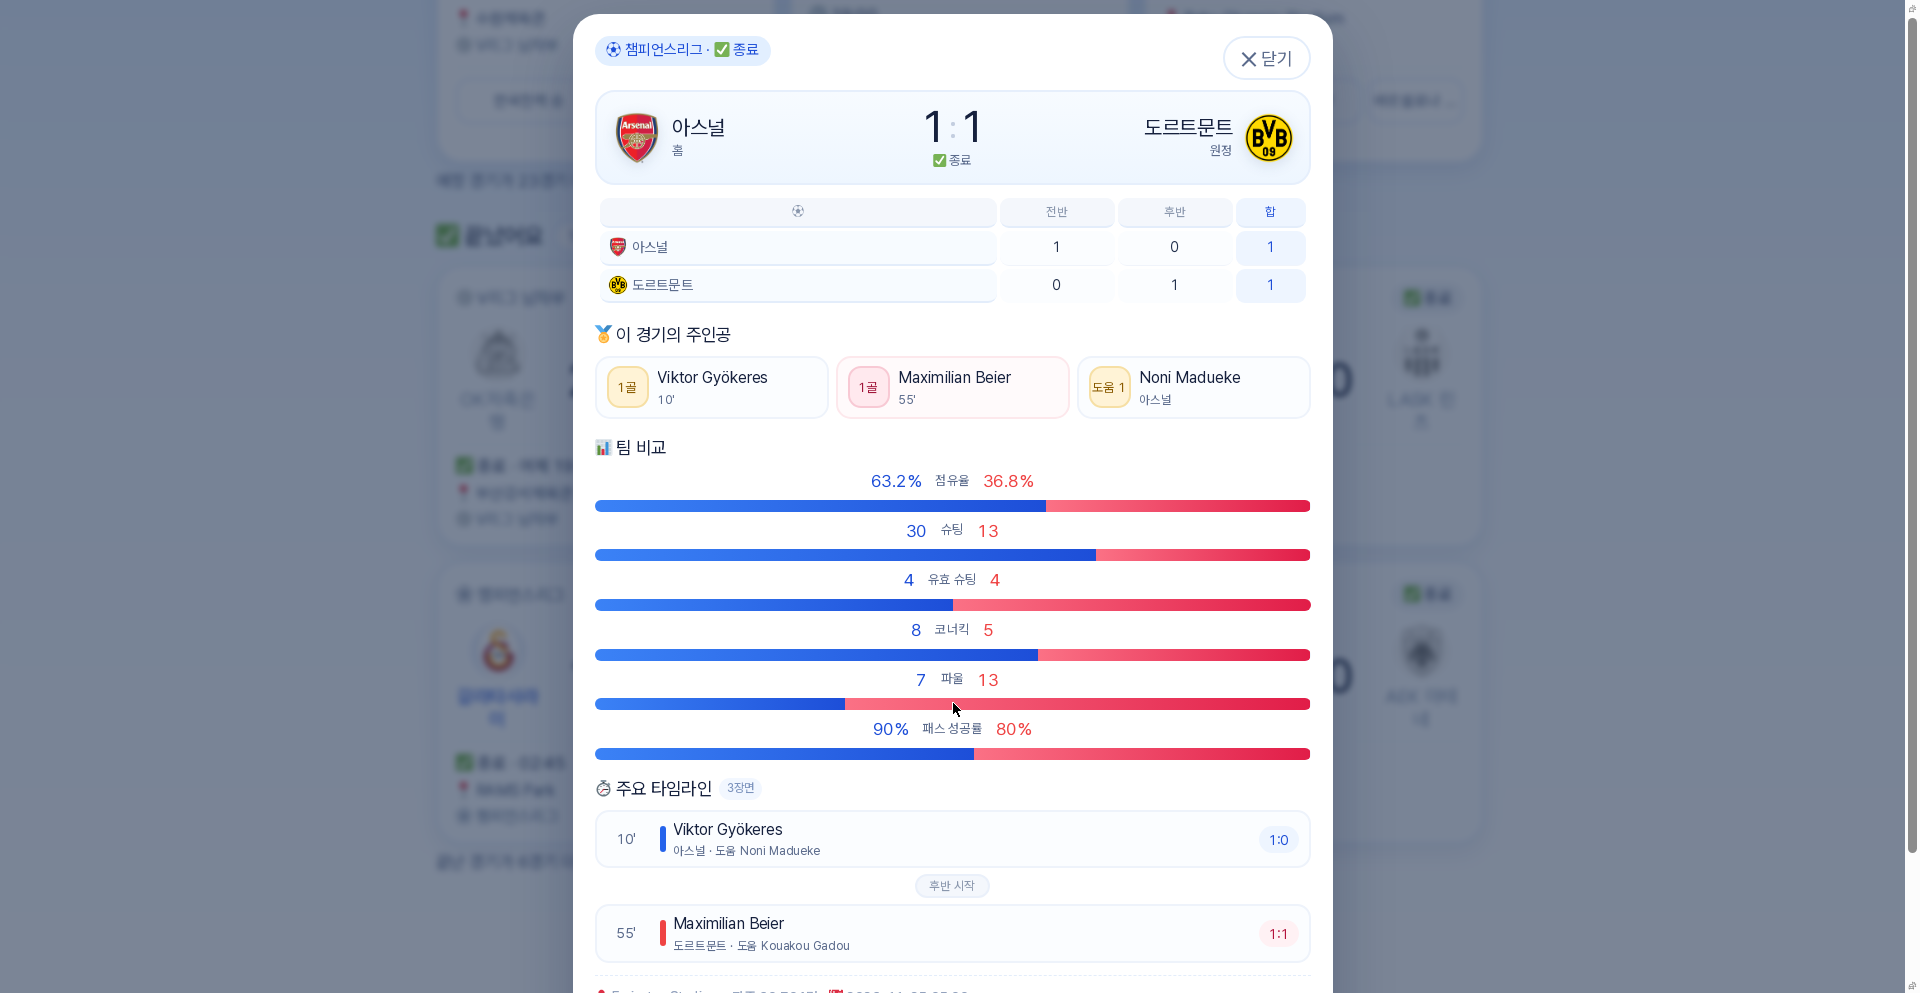 챔피언스리그 · ✅ 종료
닫기
Arsenal
아스널
홈
1 : 1
✅ 종료
도르트문트
원정
BVB
09
전반 후반 합
아스널 1 0 1
도르트문트 0 1 1
이 경기의 주인공
1골 Viktor Gyökeres
10'
1골 Maximilian Beier
55'
도움 1 Noni Madueke
아스널
팀 비교
63.2% 점유율 36.8%
30 슈팅 13
4 유효 슈팅 4
8 코너킥 5
7 파울 13
90% 패스 성공률 80%
주요 타임라인 3장면
10' Viktor Gyökeres
아스널 · 도움 Noni Madueke
1:0
후반 시작
55' Maximilian Beier
도르트문트 · 도움 Kouakou Gadou
1:1